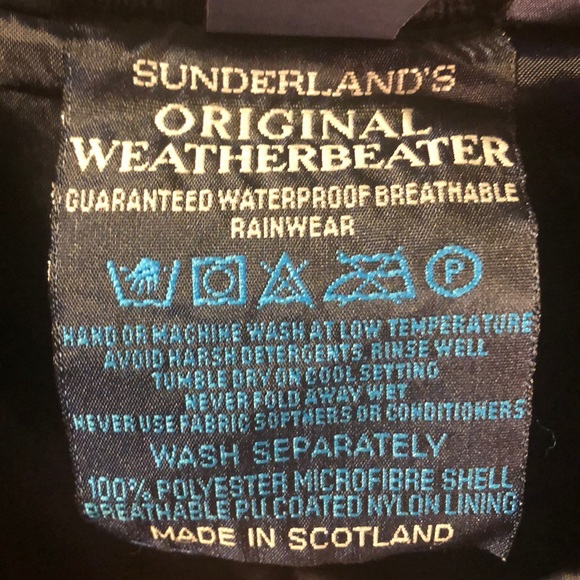 SUNDERLAND'S
ORIGINAL
WEATHERBEATER
GUARANTEED WATERPROOF BREATHABLE
RAINWEAR
P
HAND OR MACHINE WASH AT LOW TEMPERATURE
AVOID HARSH DETERGENTS, RINSE WELL
TUMBLE DRY ON COOL SETTING
NEVER FOLD AWAY WET
NEVER USE FABRIC SOFTNERS OR CONDITIONERS
WASH SEPARATELY
100% POLYESTER MICROFIBRE SHELL
BREATHABLE P.U. COATED NYLON LINING
MADE IN SCOTLAND